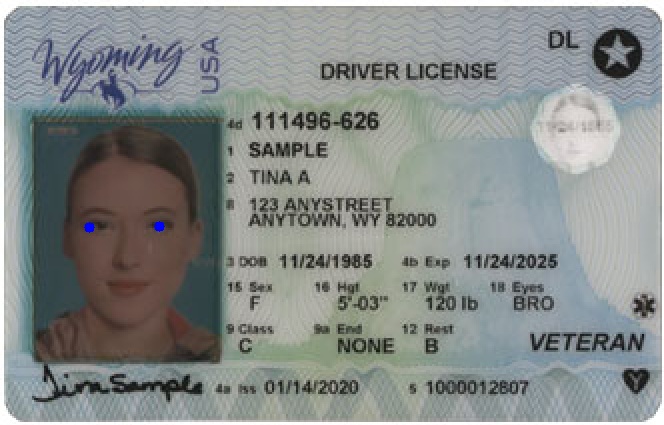 Wyoming USA
DRIVER LICENSE
DL
4d 111496-626
1 SAMPLE
2 TINA A
8 123 ANYSTREET
ANYTOWN, WY 82000
11/24/1985
3 DOB 11/24/1985 4b Exp 11/24/2025
15 Sex 16 Hgt 17 Wgt 18 Eyes
F 5'-03" 120 lb BRO
9 Class 9a End 12 Rest
C NONE B
VETERAN
Tina Sample
4a Iss 01/14/2020 5 1000012807
Y